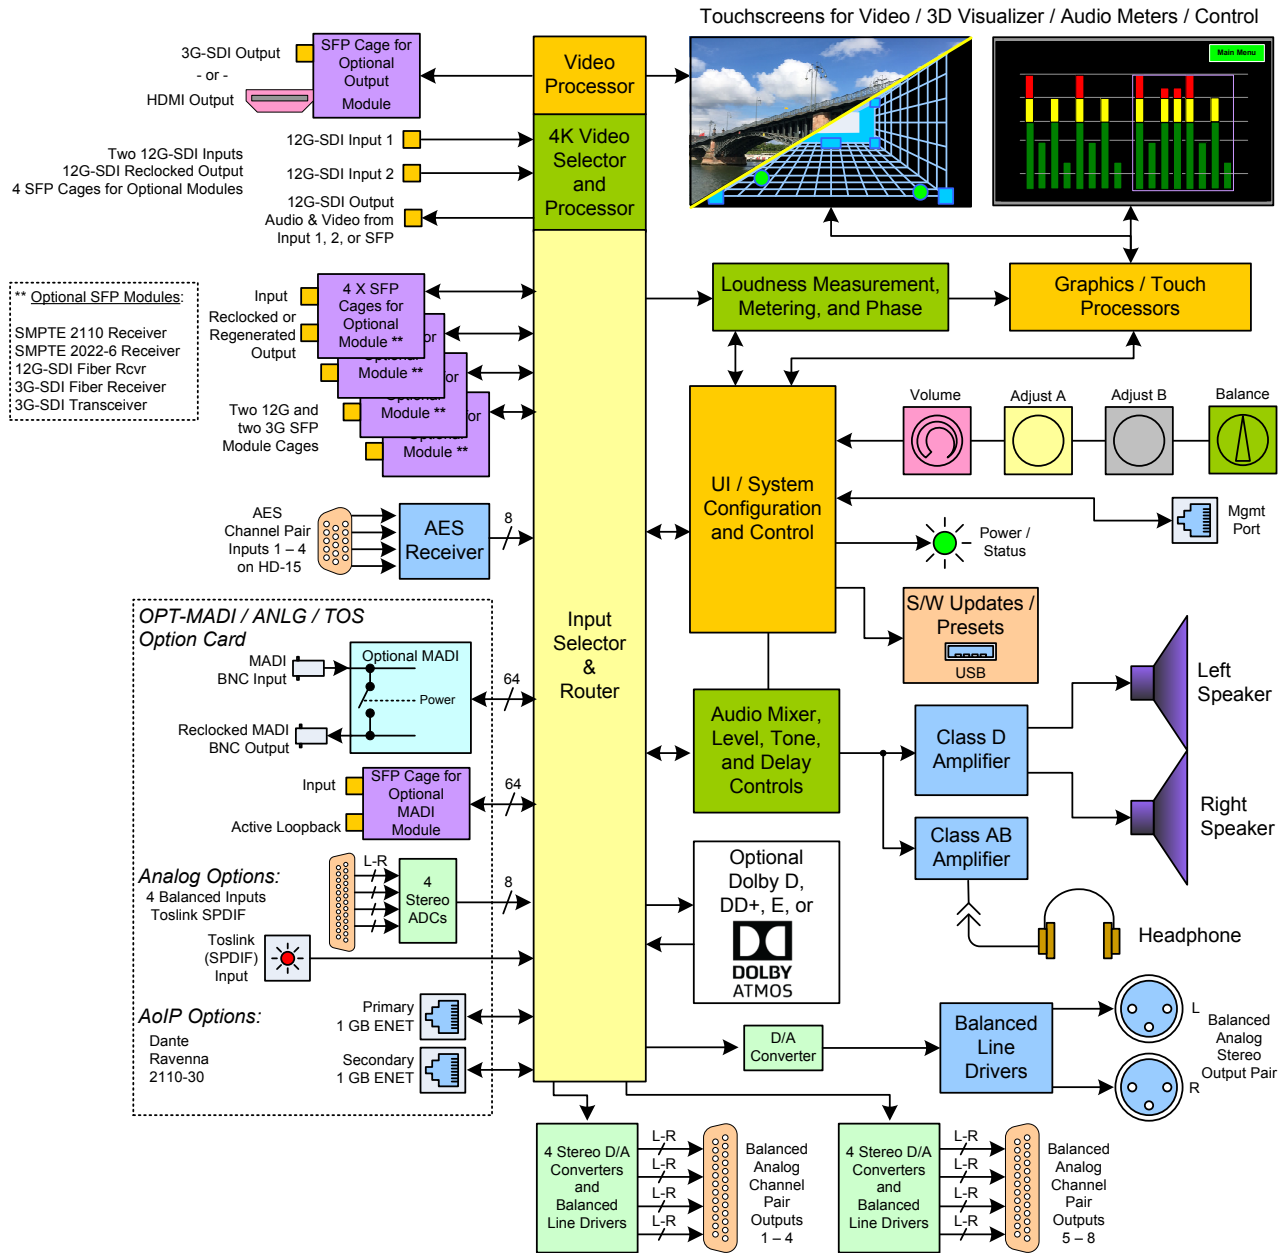 Touchscreens for Video / 3D Visualizer / Audio Meters / Control
3G-SDI Output
- or -
HDMI Output
SFP Cage for
Optional
Output
Module
Video
Processor
Main Menu
12G-SDI Input 1
Two 12G-SDI Inputs
12G-SDI Reclocked Output
4 SFP Cages for Optional Modules
12G-SDI Input 2
12G-SDI Output
Audio & Video from
Input 1, 2, or SFP
4K Video
Selector
and
Processor
** Optional SFP Modules:
SMPTE 2110 Receiver
SMPTE 2022-6 Receiver
12G-SDI Fiber Rcvr
3G-SDI Fiber Receiver
3G-SDI Transceiver
Input
Reclocked or
Regenerated
Output
4 X SFP
Cages for
Optional
Module **
or
Optional
Module **
or
Module **
or
Optional
Module **
Two 12G and
two 3G SFP
Module Cages
Loudness Measurement,
Metering, and Phase
Graphics / Touch
Processors
Volume
Adjust A
Adjust B
Balance
UI / System
Configuration
and Control
Mgmt
Port
Power /
Status
S/W Updates /
Presets
USB
AES
Channel Pair
Inputs 1 – 4
on HD-15
AES
Receiver
8
Input
Selector
&
Router
OPT-MADI / ANLG / TOS
Option Card
MADI
BNC Input
Optional MADI
Power
64
Reclocked MADI
BNC Output
Input
Active Loopback
SFP Cage for
Optional
MADI
Module
64
Analog Options:
4 Balanced Inputs
Toslink SPDIF
L-R
4
Stereo
ADCs
8
Toslink
(SPDIF)
Input
AoIP Options:
Dante
Ravenna
2110-30
Primary
1 GB ENET
Secondary
1 GB ENET
Audio Mixer,
Level, Tone,
and Delay
Controls
Class D
Amplifier
Left
Speaker
Right
Speaker
Class AB
Amplifier
Headphone
Optional
Dolby D,
DD+, E, or
DOLBY
ATMOS
D/A
Converter
Balanced
Line
Drivers
L
R
Balanced
Analog
Stereo
Output Pair
4 Stereo D/A
Converters
and
Balanced
Line Drivers
L-R
L-R
L-R
L-R
Balanced
Analog
Channel
Pair
Outputs
1 – 4
4 Stereo D/A
Converters
and
Balanced
Line Drivers
L-R
L-R
L-R
L-R
Balanced
Analog
Channel
Pair
Outputs
5 – 8